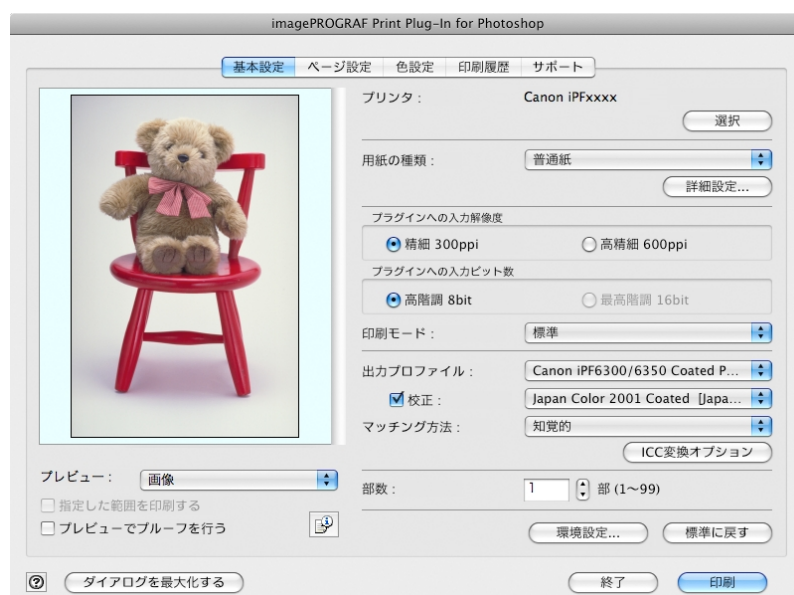 imagePROGRAF Print Plug-In for Photoshop
基本設定 ページ設定 色設定 印刷履歴 サポート
プリンタ： Canon iPFxxxx
選択
用紙の種類： 普通紙
詳細設定...
プラグインへの入力解像度
精細 300ppi 高精細 600ppi
プラグインへの入力ビット数
高階調 8bit 最高階調 16bit
印刷モード： 標準
出力プロファイル： Canon iPF6300/6350 Coated P...
校正： Japan Color 2001 Coated [Japa...
マッチング方法： 知覚的
ICC変換オプション
プレビュー： 画像
指定した範囲を印刷する
プレビューでプルーフを行う
部数： 1 部 (1〜99)
環境設定... 標準に戻す
? ダイアログを最大化する 終了 印刷